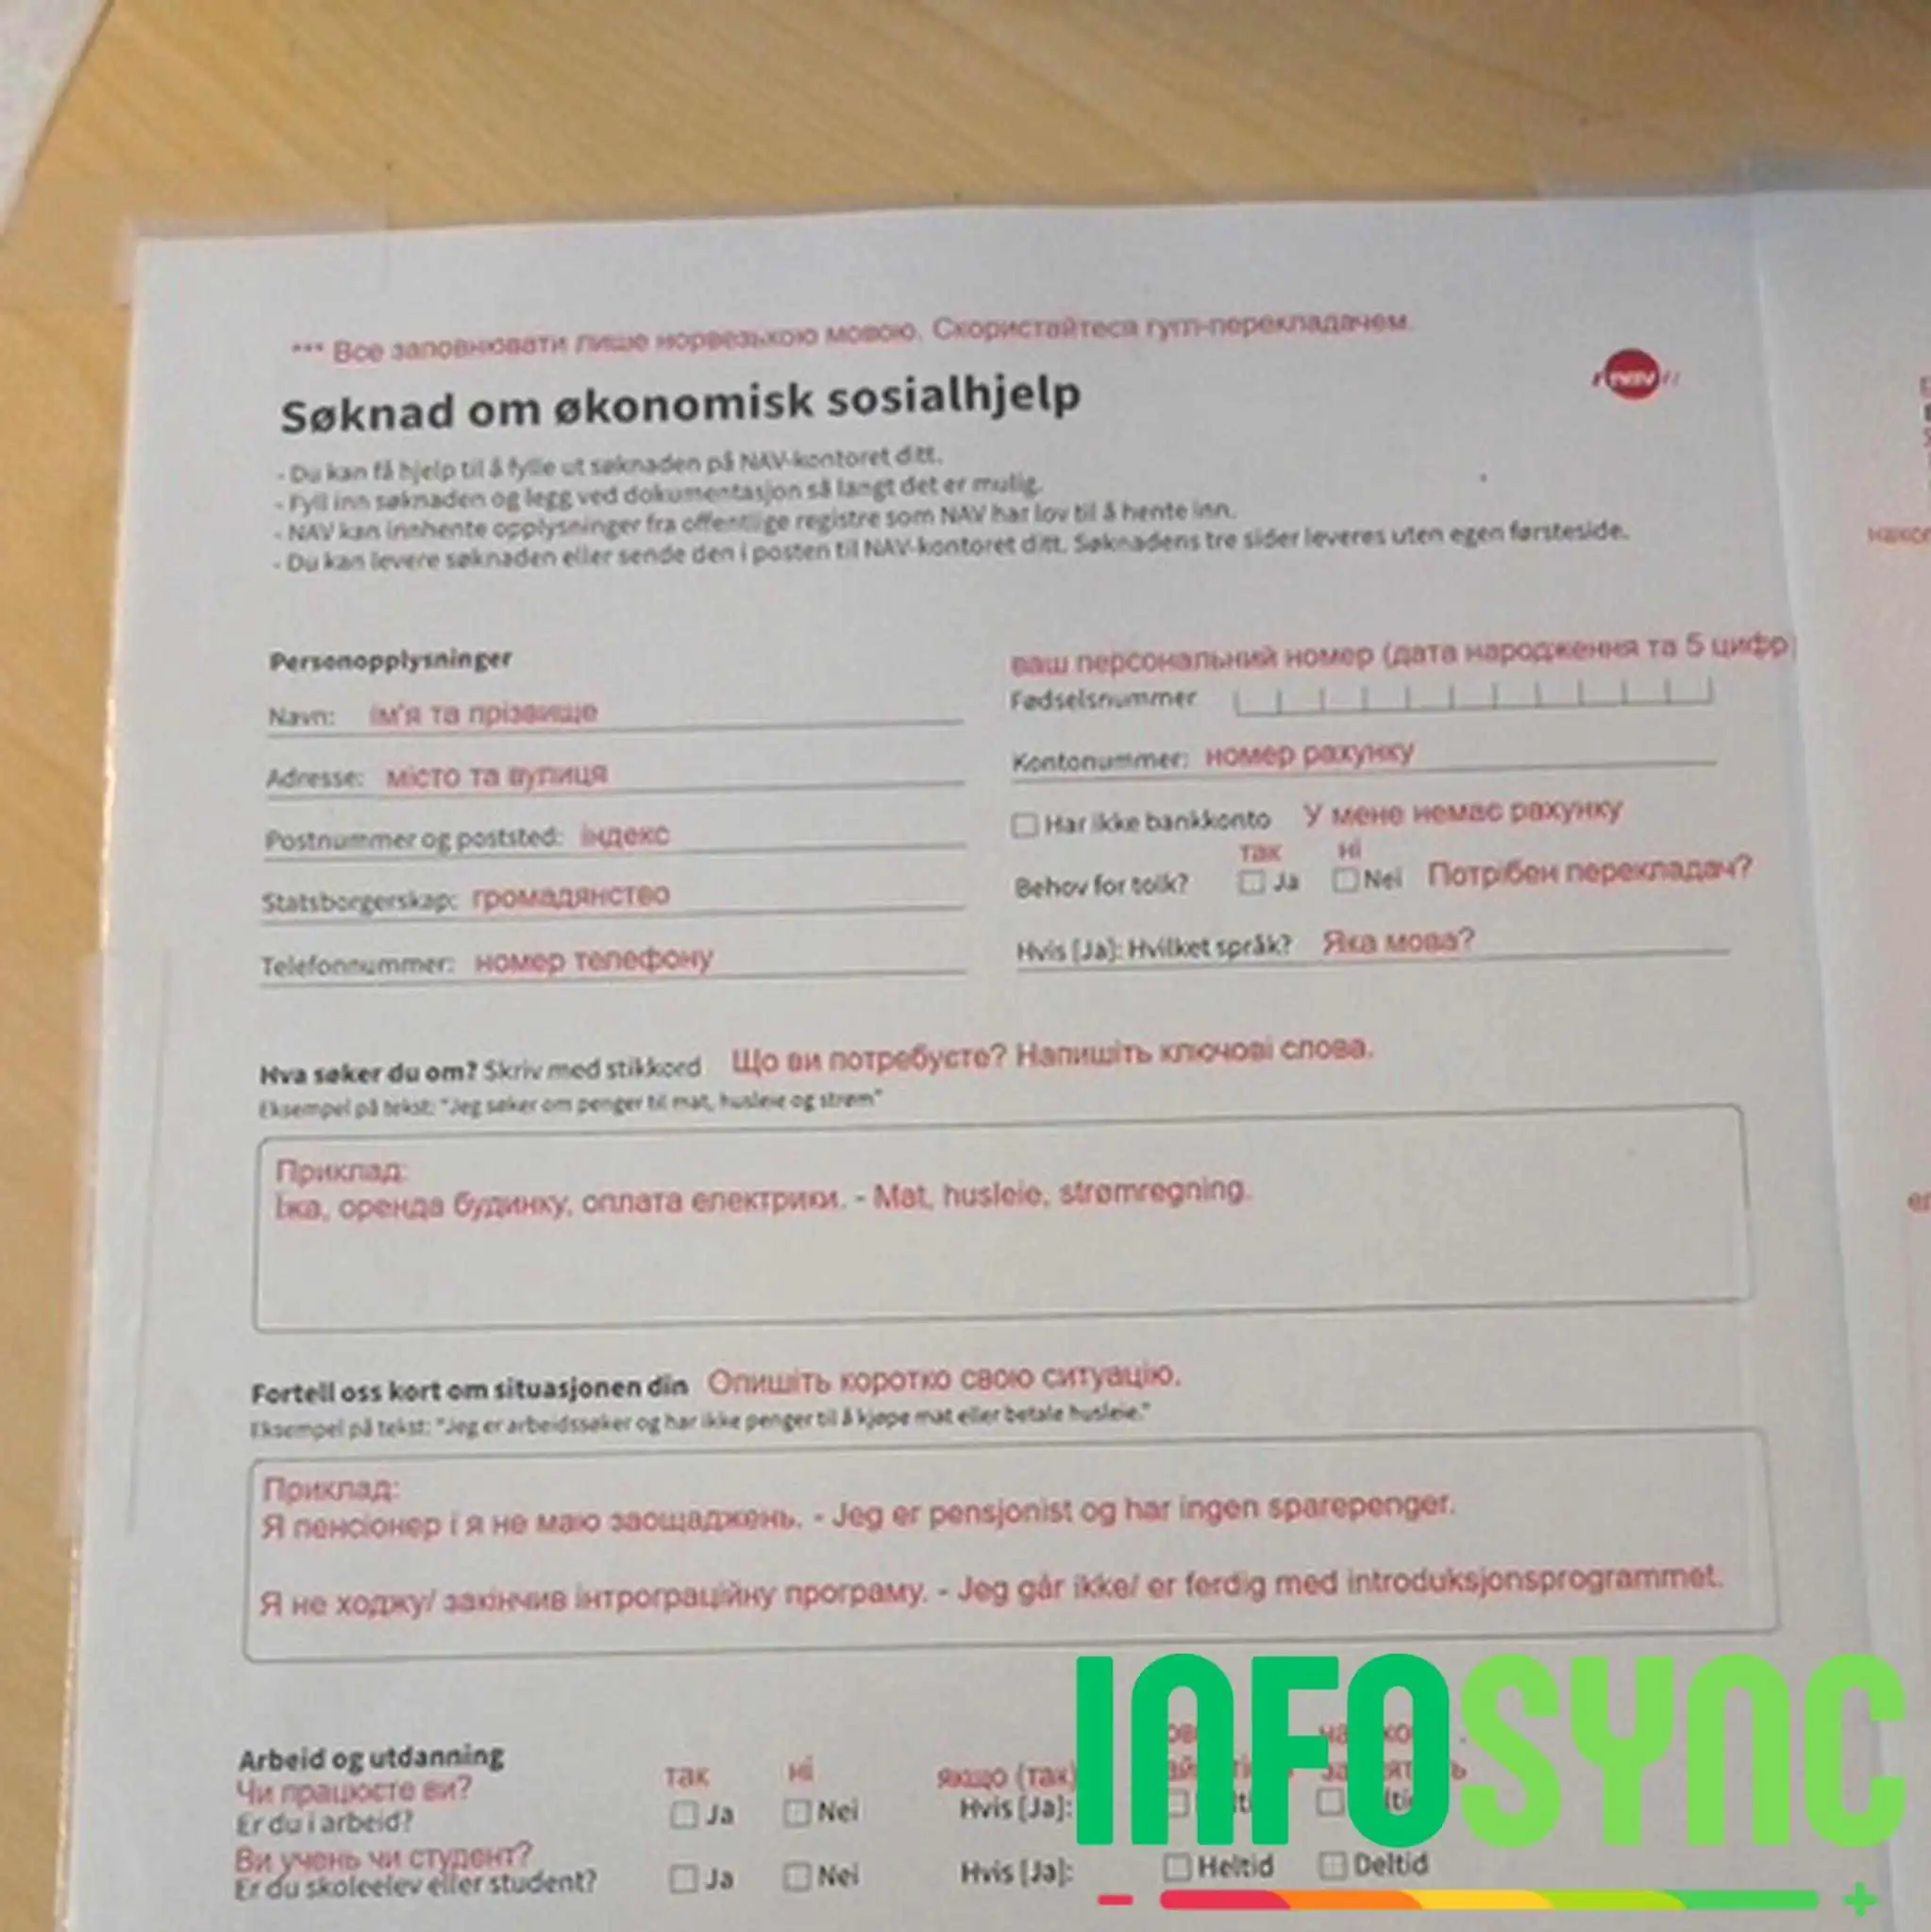 *** Все заповнювати лише норвезькою мовою. Скористайтеся гугл-перекладачем.
nav
Søknad om økonomisk sosialhjelp
- Du kan få hjelp til å fylle ut søknaden på NAV-kontoret ditt.
- Fyll inn søknaden og legg ved dokumentasjon så langt det er mulig.
- NAV kan innhente opplysninger fra offentlige registre som NAV har lov til å hente inn.
- Du kan levere søknaden eller sende den i posten til NAV-kontoret ditt. Søknadens tre sider leveres uten egen førsteside.
Personopplysninger
Navn: ім'я та прізвище
Adresse: місто та вулиця
Postnummer og poststed: індекс
Statsborgerskap: громадянство
Telefonnummer: номер телефону
ваш персональний номер (дата народження та 5 цифр)
Fødselsnummer
Kontonummer: номер рахунку
Har ikke bankkonto У мене немає рахунку
так ні
Behov for tolk? Ja Nei Потрібен перекладач?
Hvis [Ja]: Hvilket språk? Яка мова?
Hva søker du om? Skriv med stikkord Що ви потребуєте? Напишіть ключові слова.
Eksempel på tekst: "Jeg søker om penger til mat, husleie og strøm"
Приклад:
Їжа, оренда будинку, оплата електрики. - Mat, husleie, strømregning.
Fortell oss kort om situasjonen din Опишіть коротко свою ситуацію.
Eksempel på tekst: "Jeg er arbeidssøker og har ikke penger til å kjøpe mat eller betale husleie."
Приклад:
Я пенсіонер і я не маю заощаджень. - Jeg er pensjonist og har ingen sparepenger.
Я не ходжу/ закінчив інтрограційну програму. - Jeg går ikke/ er ferdig med introduksjonsprogrammet.
Arbeid og utdanning
Чи працюєте ви? так ні якщо (так)
Er du i arbeid? Ja Nei Hvis [Ja]:
Ви учень чи студент?
Er du skoleelev eller student? Ja Nei Hvis [Ja]: Heltid Deltid
INFOSYNC
- +